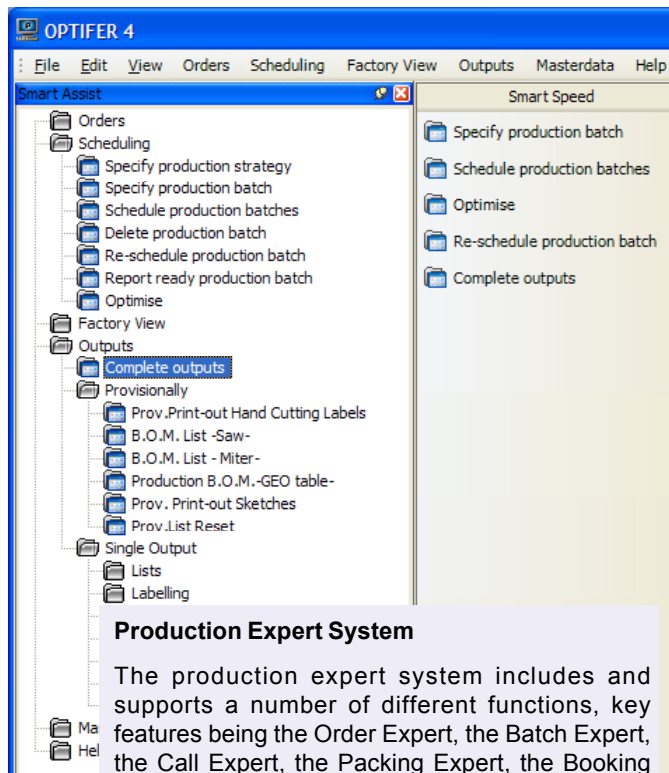 OPTIFER 4
File Edit View Orders Scheduling Factory View Outputs Masterdata Help
Smart Assist
Orders
Scheduling
Specify production strategy
Specify production batch
Schedule production batches
Delete production batch
Re-schedule production batch
Report ready production batch
Optimise
Factory View
Outputs
Complete outputs
Provisionally
Prov.Print-out Hand Cutting Labels
B.O.M. List -Saw-
B.O.M. List - Miter-
Production B.O.M.-GEO table-
Prov. Print-out Sketches
Prov.List Reset
Single Output
Lists
Labelling
Ma
Hel
Smart Speed
Specify production batch
Schedule production batches
Optimise
Re-schedule production batch
Complete outputs
Production Expert System
The production expert system includes and
supports a number of different functions, key
features being the Order Expert, the Batch Expert,
the Call Expert, the Packing Expert, the Booking